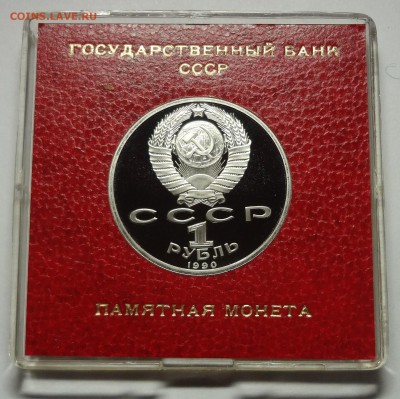 COINS.LAVE.RU
ГОСУДАРСТВЕННЫЙ БАНК
СССР
СССР
1
РУБЛЬ
1990
ПАМЯТНАЯ МОНЕТА